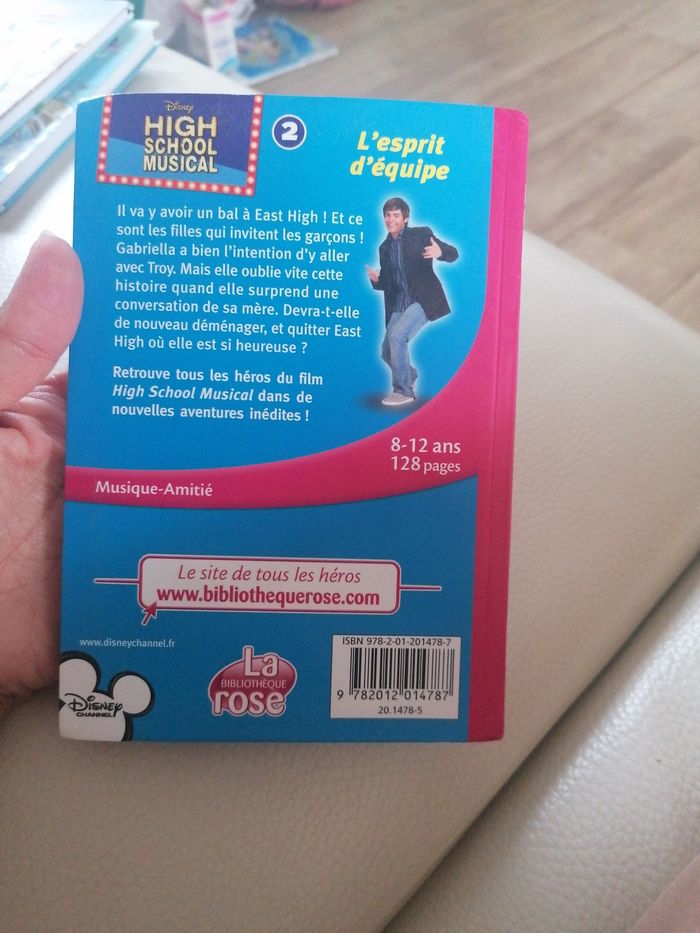 Disney
HIGH
SCHOOL
MUSICAL
2
L'esprit
d'équipe
Il va y avoir un bal à East High ! Et ce
sont les filles qui invitent les garçons !
Gabriella a bien l'intention d'y aller
avec Troy. Mais elle oublie vite cette
histoire quand elle surprend une
conversation de sa mère. Devra-t-elle
de nouveau déménager, et quitter East
High où elle est si heureuse ?
Retrouve tous les héros du film
High School Musical dans de
nouvelles aventures inédites !
8-12 ans
128 pages
Musique-Amitié
Le site de tous les héros
www.bibliothequerose.com
www.disneychannel.fr
Disney
CHANNEL
La
BIBLIOTHÈQUE
rose
ISBN 978-2-01-201478-7
9 782012 014787
20.1478-5